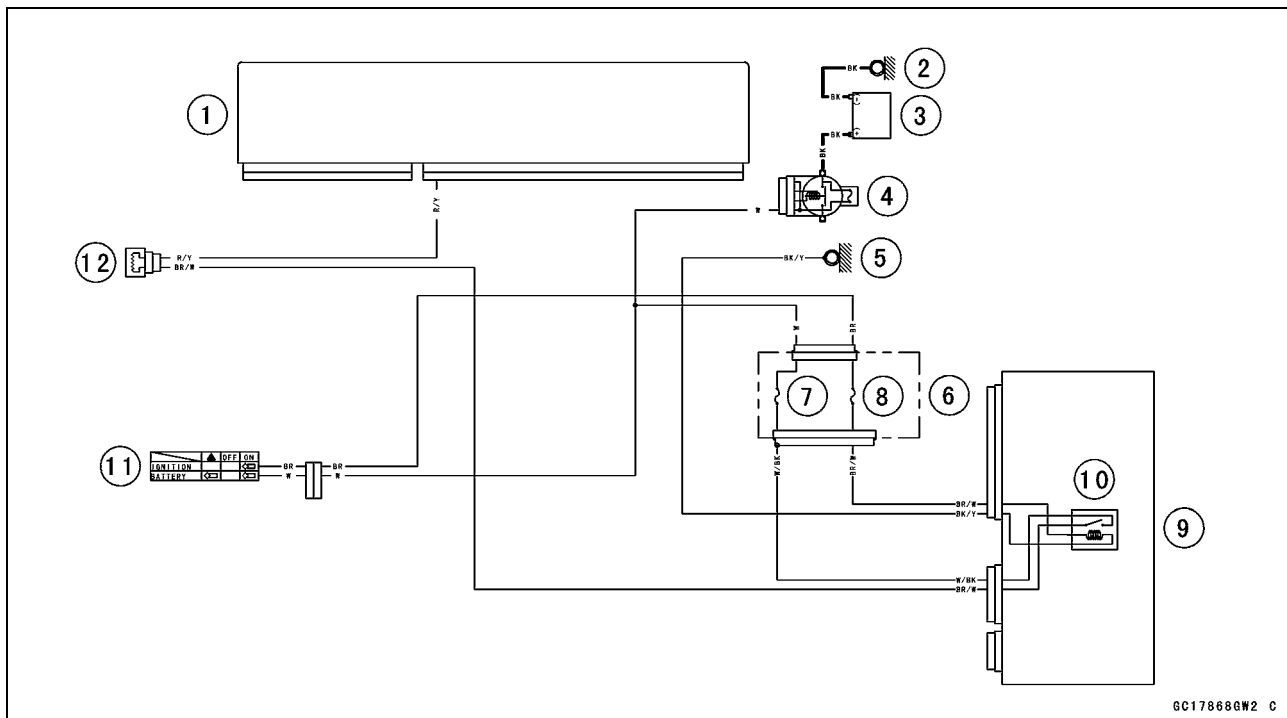 BK
2
BK
(-)
3
1
BK
(+)
BK
4
W
R/Y
12
R/Y
BR/W
BK/Y
5
W
BR
7
8
6
11
▲ OFF ON
IGNITION
BATTERY
BR
W
BR
W
10
W/BK
BR/W
BR/W
BK/Y
9
W/BK
BR/W
GC17868GW2 C